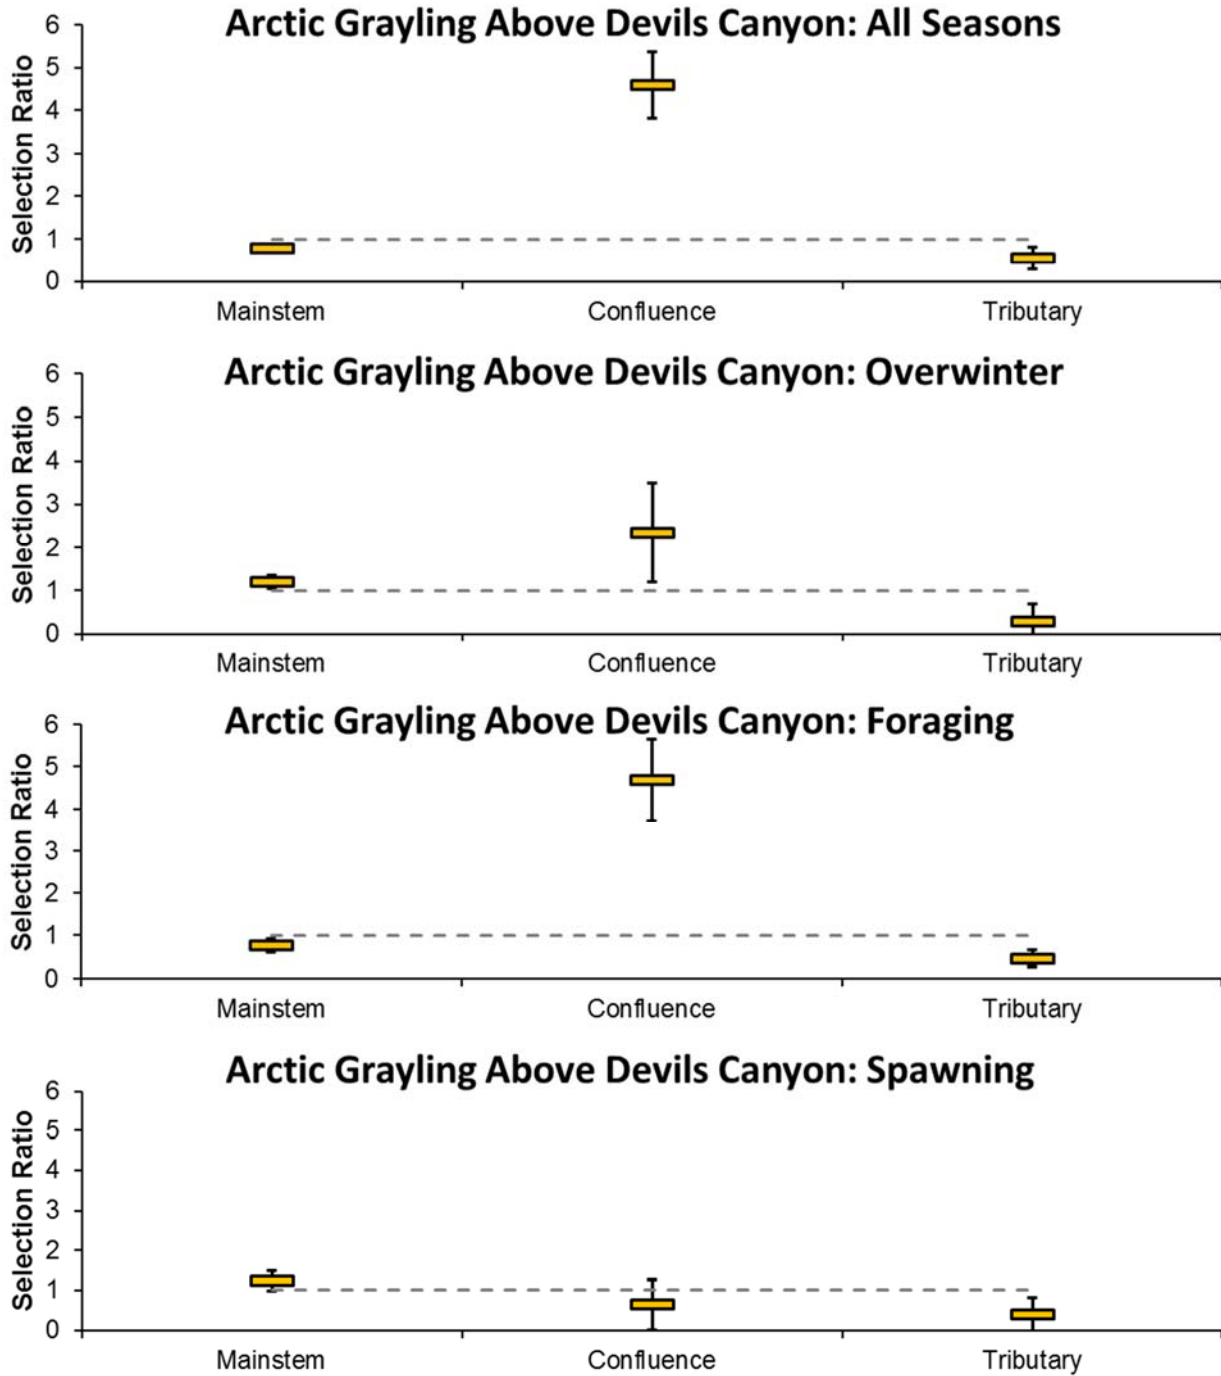 Arctic Grayling Above Devils Canyon: All Seasons
Selection Ratio
6
5
4
3
2
1
0
Mainstem Confluence Tributary
Arctic Grayling Above Devils Canyon: Overwinter
Selection Ratio
6
5
4
3
2
1
0
Mainstem Confluence Tributary
Arctic Grayling Above Devils Canyon: Foraging
Selection Ratio
6
5
4
3
2
1
0
Mainstem Confluence Tributary
Arctic Grayling Above Devils Canyon: Spawning
Selection Ratio
6
5
4
3
2
1
0
Mainstem Confluence Tributary